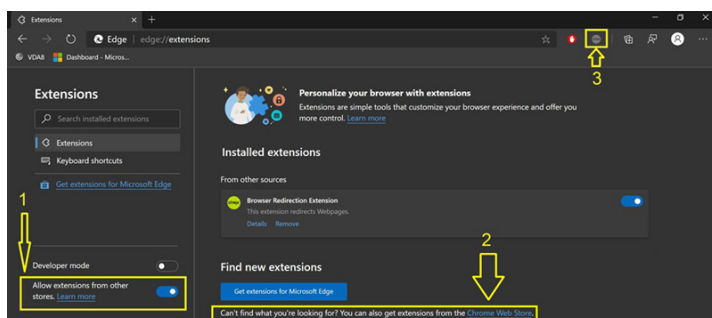 Extensions
Edge
edge://extensions
VDA8
Dashboard - Micros...
3
Extensions
Search installed extensions
Extensions
Keyboard shortcuts
Get extensions for Microsoft Edge
1
Developer mode
Allow extensions from other
stores. Learn more
Personalize your browser with extensions
Extensions are simple tools that customize your browser experience and offer you
more control. Learn more
Installed extensions
From other sources
Browser Redirection Extension
This extension redirects Webpages.
Details Remove
2
Find new extensions
Get extensions for Microsoft Edge
Can't find what you're looking for? You can also get extensions from the Chrome Web Store.